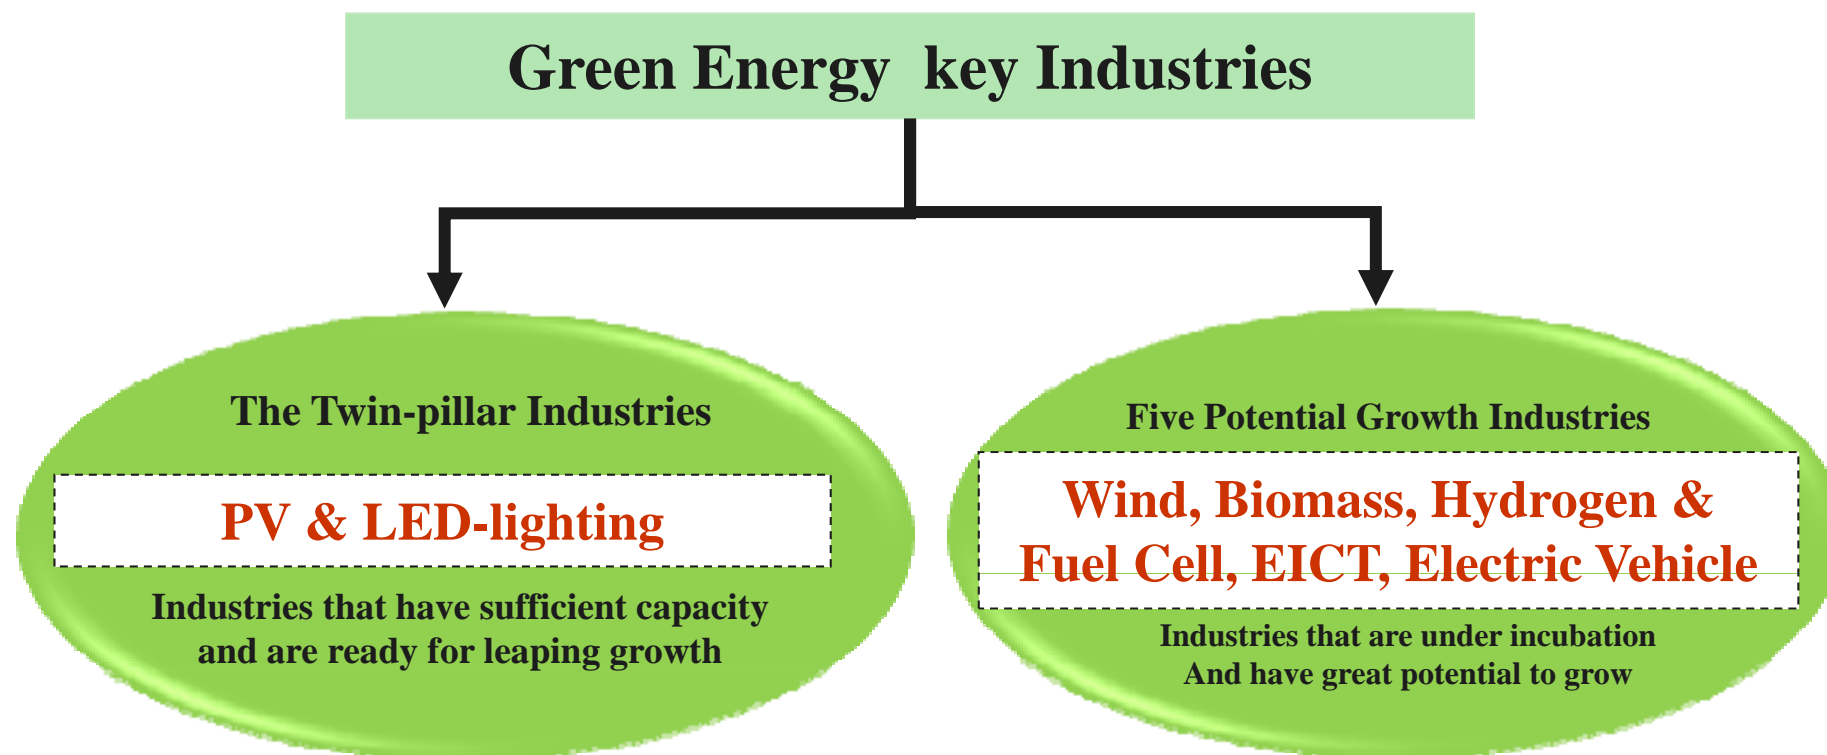 Green Energy  key Industries
The Twin-pillar Industries
PV & LED-lighting
Industries that have sufficient capacity
and are ready for leaping growth
Five Potential Growth Industries
Wind, Biomass, Hydrogen &
Fuel Cell, EICT, Electric Vehicle
Industries that are under incubation
And have great potential to grow